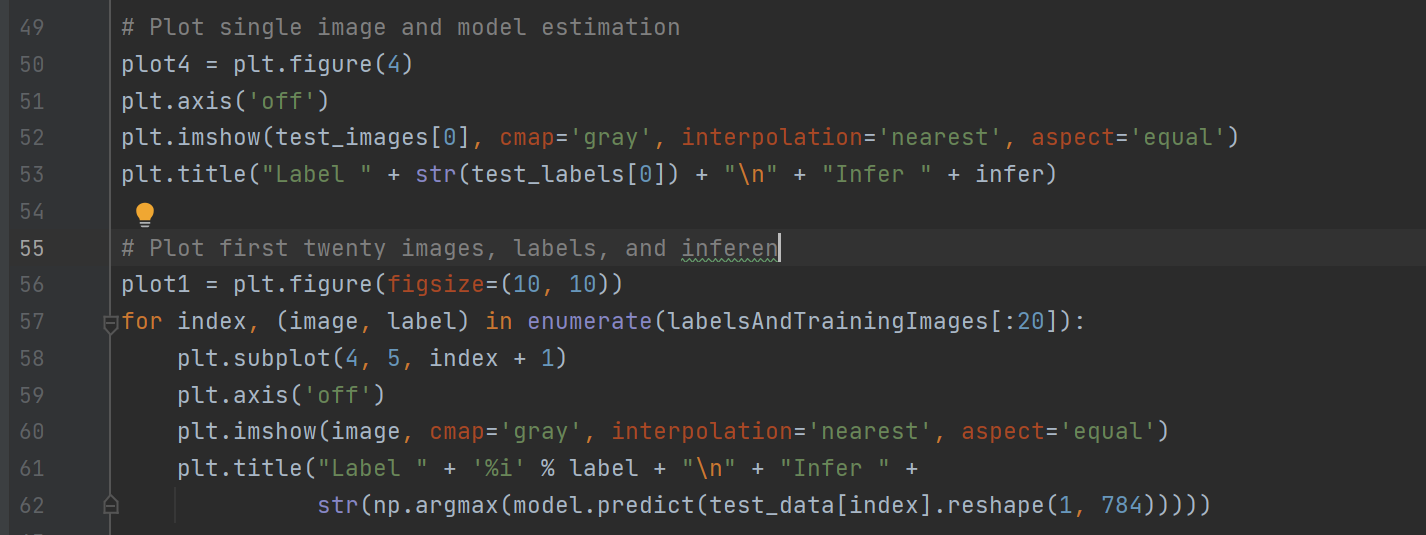 49 # Plot single image and model estimation
50 plot4 = plt.figure(4)
51 plt.axis('off')
52 plt.imshow(test_images[0], cmap='gray', interpolation='nearest', aspect='equal')
53 plt.title("Label " + str(test_labels[0]) + "\n" + "Infer " + infer)
54
55 # Plot first twenty images, labels, and inferen
56 plot1 = plt.figure(figsize=(10, 10))
57 for index, (image, label) in enumerate(labelsAndTrainingImages[:20]):
58     plt.subplot(4, 5, index + 1)
59     plt.axis('off')
60     plt.imshow(image, cmap='gray', interpolation='nearest', aspect='equal')
61     plt.title("Label " + '%i' % label + "\n" + "Infer " +
62               str(np.argmax(model.predict(test_data[index].reshape(1, 784)))))